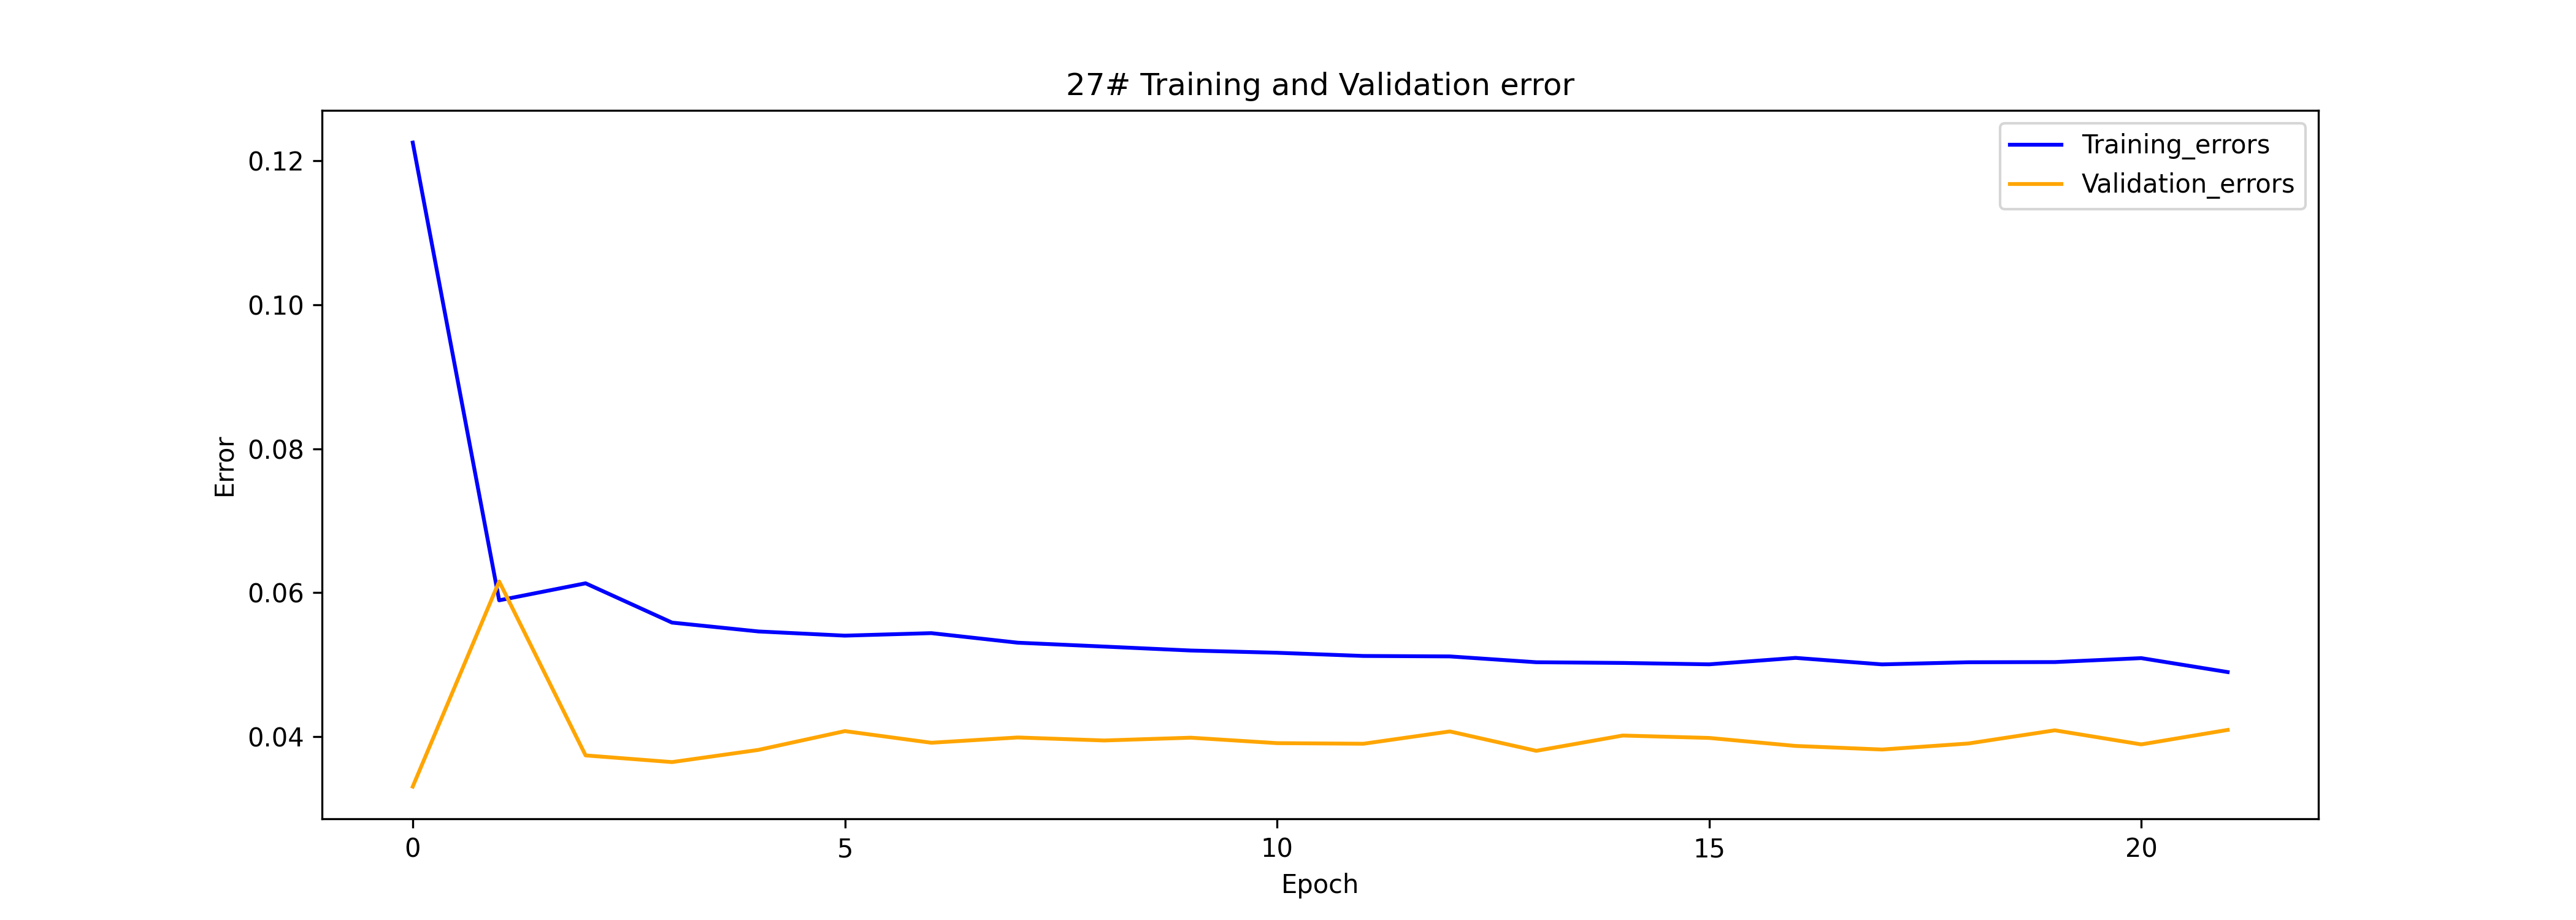 27# Training and Validation error
Training_errors
Validation_errors
0.12
0.10
0.08
0.06
0.04
Error
0 5 10 15 20
Epoch